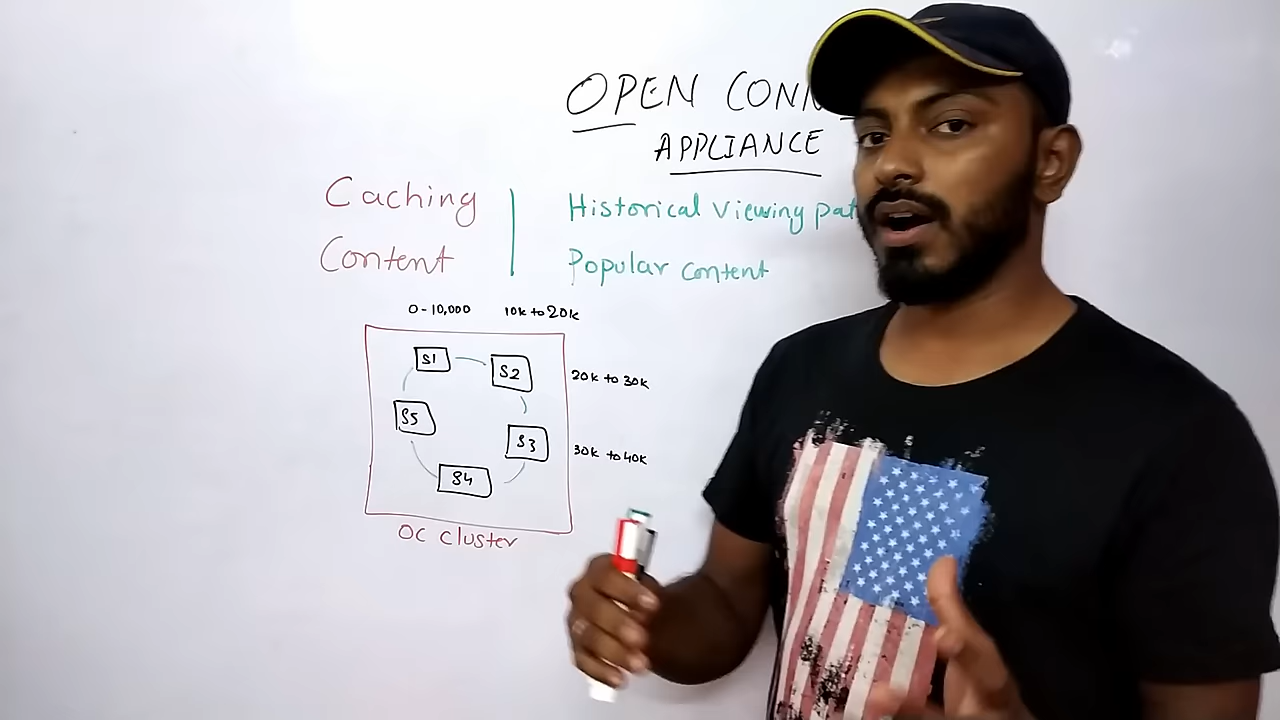 OPEN CONN
APPLIANCE
Caching
Content
Historical Viewing pat
Popular content
0-10,000
10k to 20k
S1
S2
20k to 30k
S5
S3
30k to 40k
S4
OC cluster